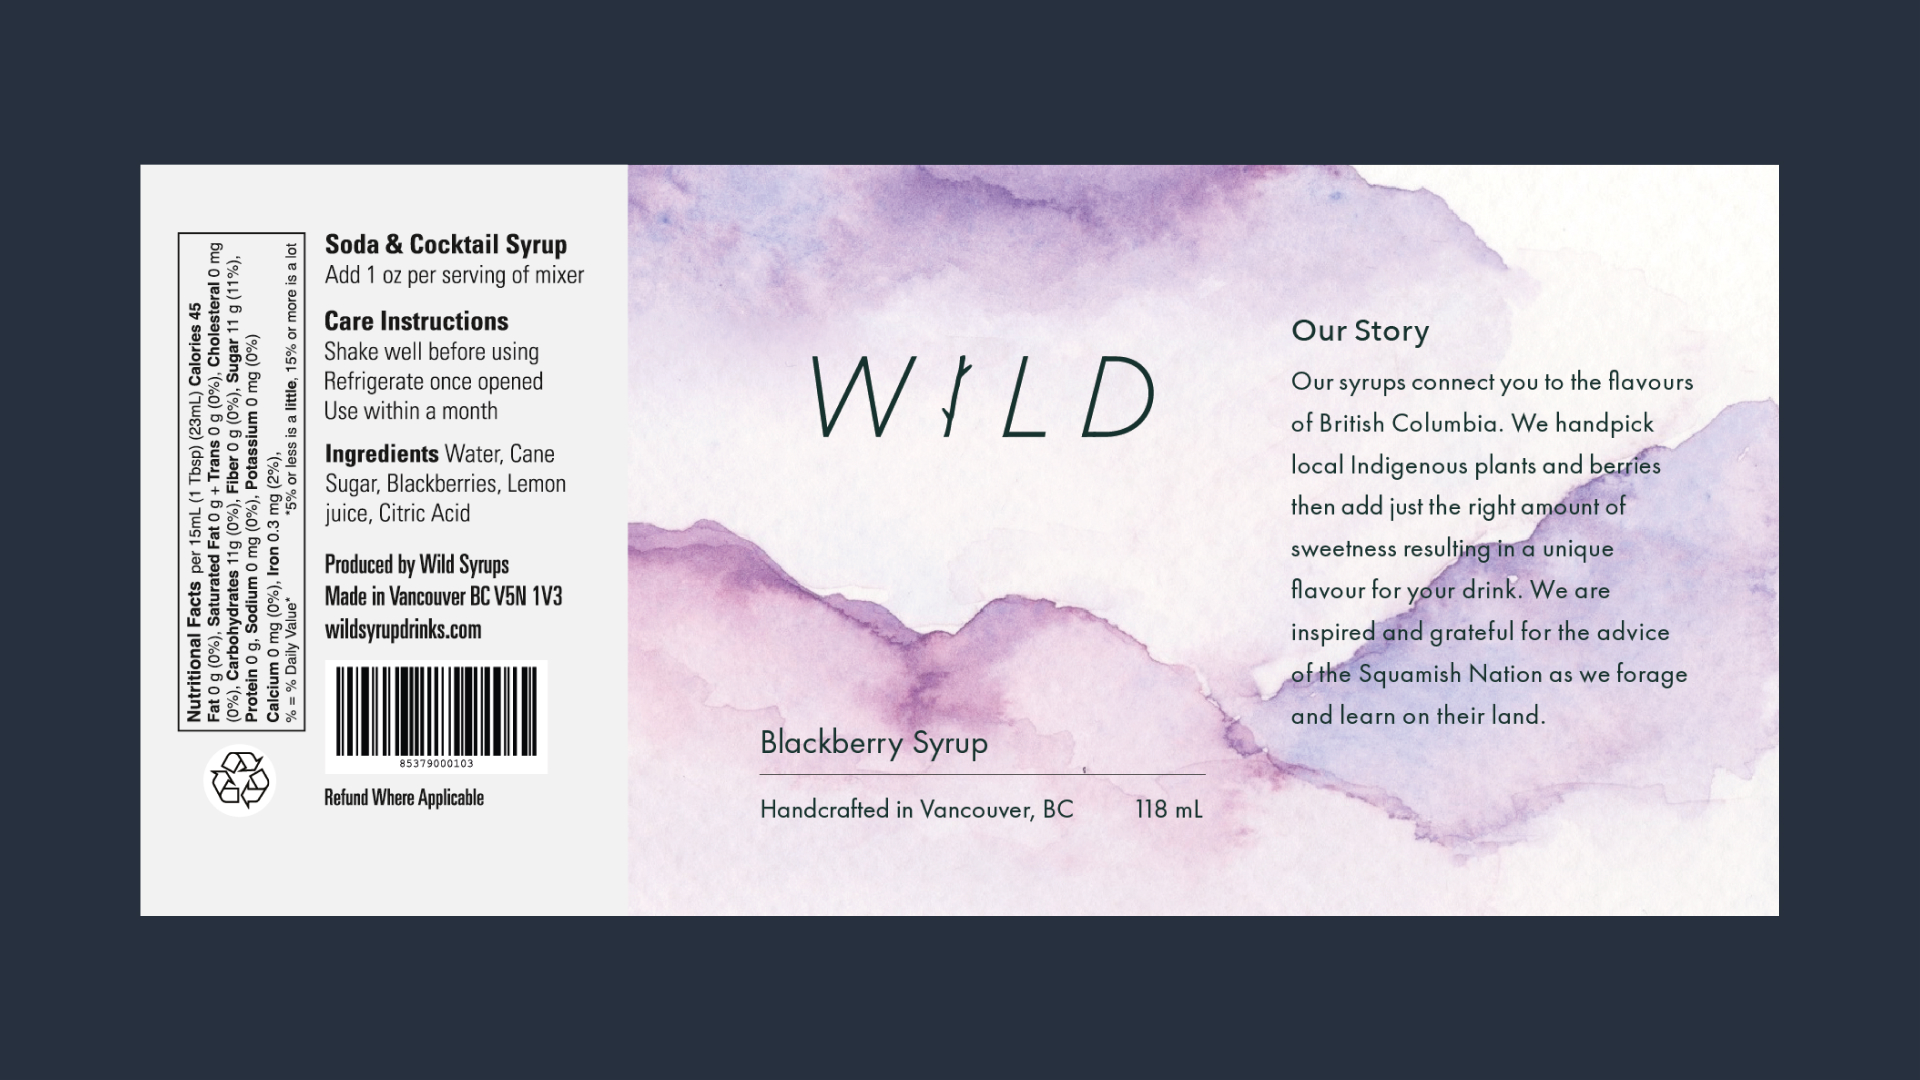 Nutritional Facts per 15mL (1 Tbsp) (23mL) Calories 45
Fat 0 g (0%), Saturated Fat 0 g + Trans 0 g (0%), Cholesteral 0 mg
(0%), Carbohydrates 11g (0%), Fiber 0 g (0%), Sugar 11 g (11%),
Protein 0 g, Sodium 0 mg (0%), Potassium 0 mg (0%)
Calcium 0 mg (0%), Iron 0.3 mg (2%),
% = % Daily Value* *5% or less is a little, 15% or more is a lot
Soda & Cocktail Syrup
Add 1 oz per serving of mixer
Care Instructions
Shake well before using
Refrigerate once opened
Use within a month
Ingredients Water, Cane
Sugar, Blackberries, Lemon
juice, Citric Acid
Produced by Wild Syrups
Made in Vancouver BC V5N 1V3
wildsyrupdrinks.com
85379000103
Refund Where Applicable
WILD
Blackberry Syrup
Handcrafted in Vancouver, BC 118 mL
Our Story
Our syrups connect you to the flavours
of British Columbia. We handpick
local Indigenous plants and berries
then add just the right amount of
sweetness resulting in a unique
flavour for your drink. We are
inspired and grateful for the advice
of the Squamish Nation as we forage
and learn on their land.